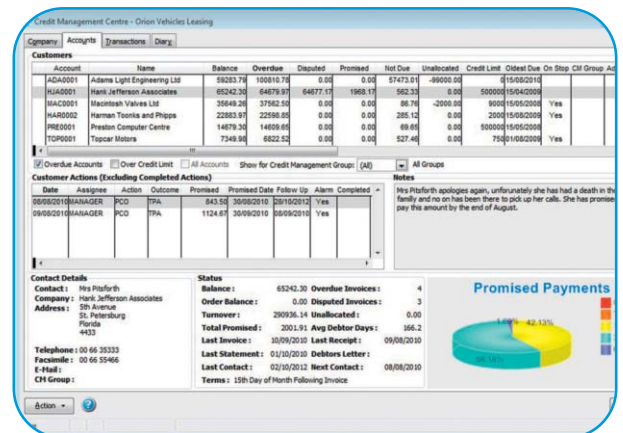 Credit Management Centre - Orion Vehicles Leasing
Company Accounts Transactions Diary
Customers
Account Name Balance Overdue Disputed Promised Not Due Unallocated Credit Limit Oldest Due On Stop CM Group
ADA0001 Adams Light Engineering Ltd 59283.79 100810.78 0.00 0.00 57473.01 -99000.00 0 15/08/2010
HJA0001 Hank Jefferson Associates 65242.30 64679.97 64677.17 1968.17 562.33 0.00 500000 15/04/2009
MAC0001 Macintosh Valves Ltd 35649.26 37562.50 0.00 0.00 86.76 -2000.00 9000 15/05/2008 Yes
HAR0002 Harman Toonks and Phipps 22883.97 22598.85 0.00 0.00 285.12 0.00 2000 15/05/2008 Yes
PRE0001 Preston Computer Centre 14679.30 14609.65 0.00 0.00 69.65 0.00 500000 15/05/2008
TOP0001 Topcar Motors 7349.98 6822.52 0.00 0.00 527.46 0.00 750 01/08/2009 Yes
Overdue Accounts Over Credit Limit All Accounts Show for Credit Management Group: (All) All Groups
Customer Actions (Excluding Completed Actions) Notes
Date Assignee Action Outcome Promised Promised Date Follow Up Alarm Completed
08/08/2010 MANAGER PCO TPA 843.50 30/08/2010 28/10/2012 Yes
09/08/2010 MANAGER PCO TPA 1124.67 30/09/2010 08/09/2010 Yes
Mrs Pitsforth apologies again, unforunately she has had a death in the
family and no on has been there to pick up her calls. She has promise
pay this amount by the end of August.
Contact Details
Contact : Mrs Pitsforth
Company : Hank Jefferson Associates
Address : 5th Avenue
St. Petersburg
Florida
4433
Telephone : 00 66 35333
Facsimile : 00 66 55466
E-Mail :
CM Group :
Status
Balance : 65242.30 Overdue Invoices : 4
Order Balance : 0.00 Disputed Invoices : 3
Turnover : 290936.14 Unallocated : 0.00
Total Promised : 2001.91 Avg Debtor Days : 166.2
Last Invoice : 10/09/2010 Last Receipt : 09/08/2010
Last Statement : 01/10/2010 Debtors Letter :
Last Contact : 02/10/2012 Next Contact : 08/08/2010
Terms : 15th Day of Month Following Invoice
Promised Payments
42.13%
Action